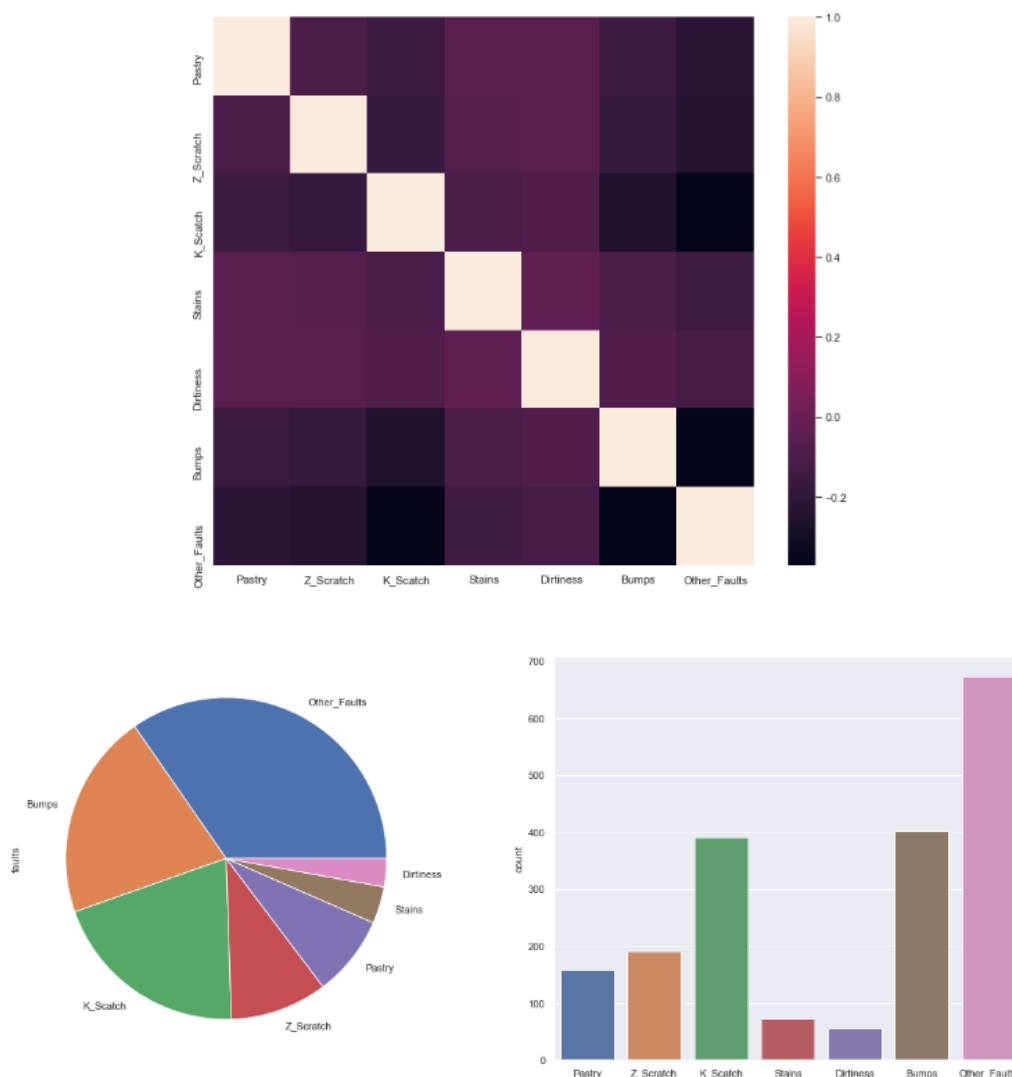 1.0
Pastry
0.8
Z_Scratch
0.6
K_Scatch
0.4
Stains
0.2
Dirtiness
0.0
Bumps
−0.2
Other_Faults
Pastry Z_Scratch K_Scatch Stains Dirtiness Bumps Other_Faults
Other_Faults
Bumps
faults
Dirtiness
Stains
Pastry
K_Scatch
Z_Scratch
700
600
500
400
count
300
200
100
0
Pastry Z_Scratch K_Scatch Stains Dirtiness Bumps Other_Fault